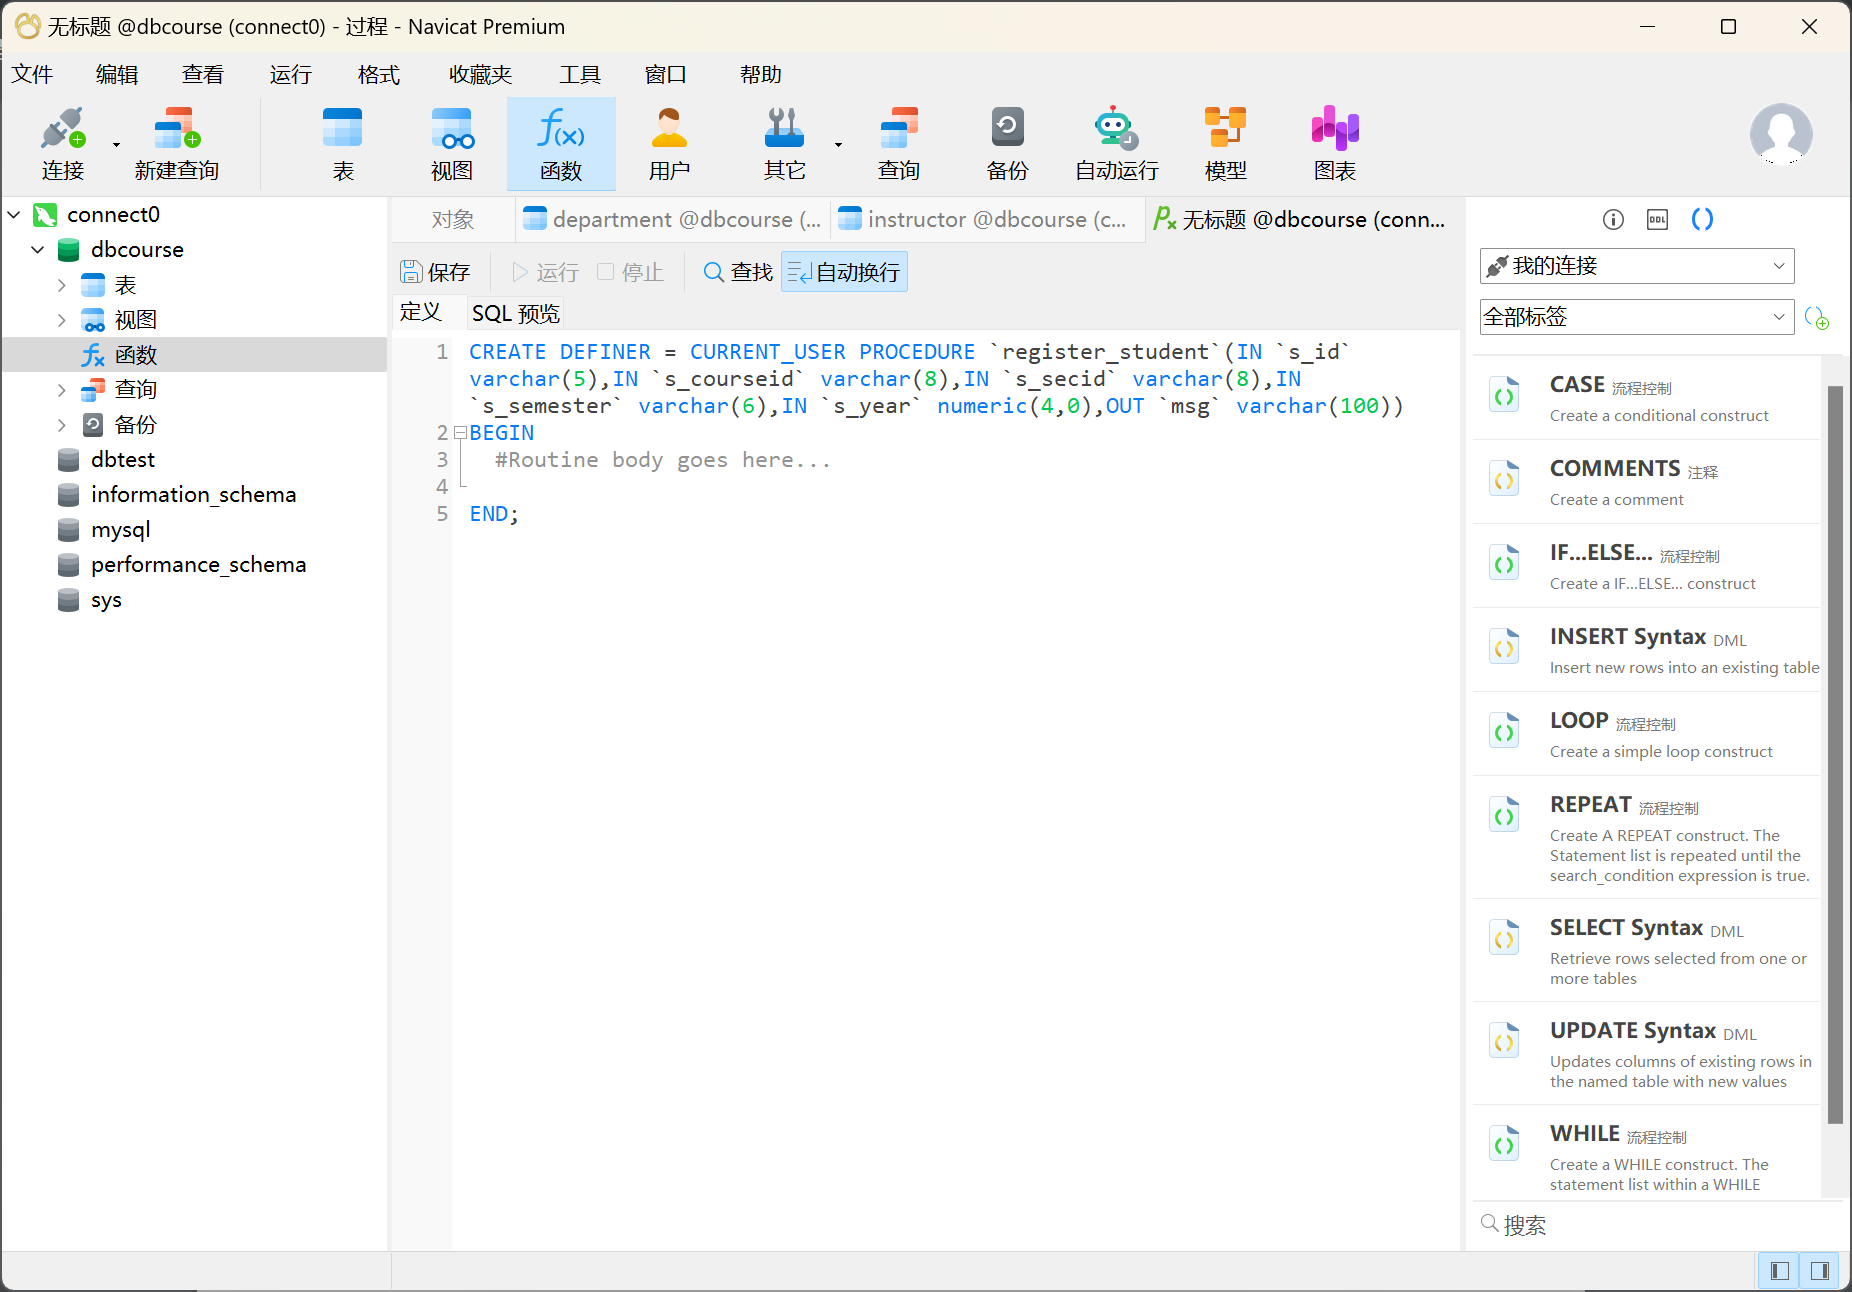 无标题 @dbcourse (connect0) - 过程 - Navicat Premium
文件 编辑 查看 运行 格式 收藏夹 工具 窗口 帮助
连接 新建查询 表 视图 函数 用户 其它 查询 备份 自动运行 模型 图表
connect0
dbcourse
表
视图
函数
查询
备份
dbtest
information_schema
mysql
performance_schema
sys
对象 department @dbcourse (... instructor @dbcourse (c... 无标题 @dbcourse (conn...
保存 运行 停止 查找 自动换行
定义 SQL 预览
1 CREATE DEFINER = CURRENT_USER PROCEDURE `register_student`(IN `s_id`
varchar(5),IN `s_courseid` varchar(8),IN `s_secid` varchar(8),IN
`s_semester` varchar(6),IN `s_year` numeric(4,0),OUT `msg` varchar(100))
2 BEGIN
3 #Routine body goes here...
4
5 END;
DDL
我的连接
全部标签
CASE 流程控制
Create a conditional construct
COMMENTS 注释
Create a comment
IF...ELSE... 流程控制
Create a IF...ELSE... construct
INSERT Syntax DML
Insert new rows into an existing table
LOOP 流程控制
Create a simple loop construct
REPEAT 流程控制
Create A REPEAT construct. The
Statement list is repeated until the
search_condition expression is true.
SELECT Syntax DML
Retrieve rows selected from one or
more tables
UPDATE Syntax DML
Updates columns of existing rows in
the named table with new values
WHILE 流程控制
Create a WHILE construct. The
statement list within a WHILE
搜索